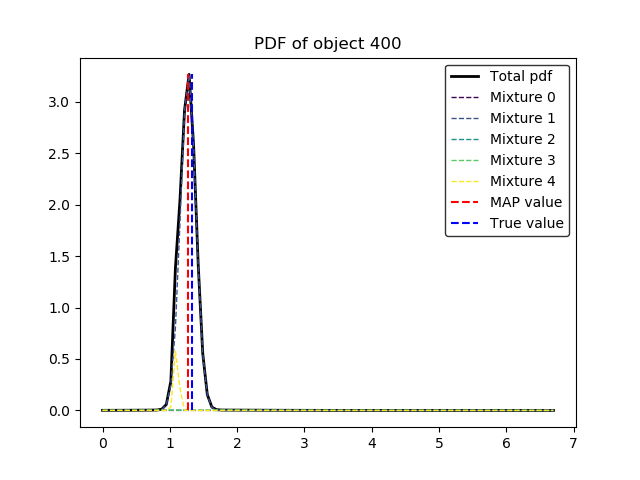 PDF of object 400
Total pdf
Mixture 0
Mixture 1
Mixture 2
Mixture 3
Mixture 4
MAP value
True value
3.0
2.5
2.0
1.5
1.0
0.5
0.0
0 1 2 3 4 5 6 7